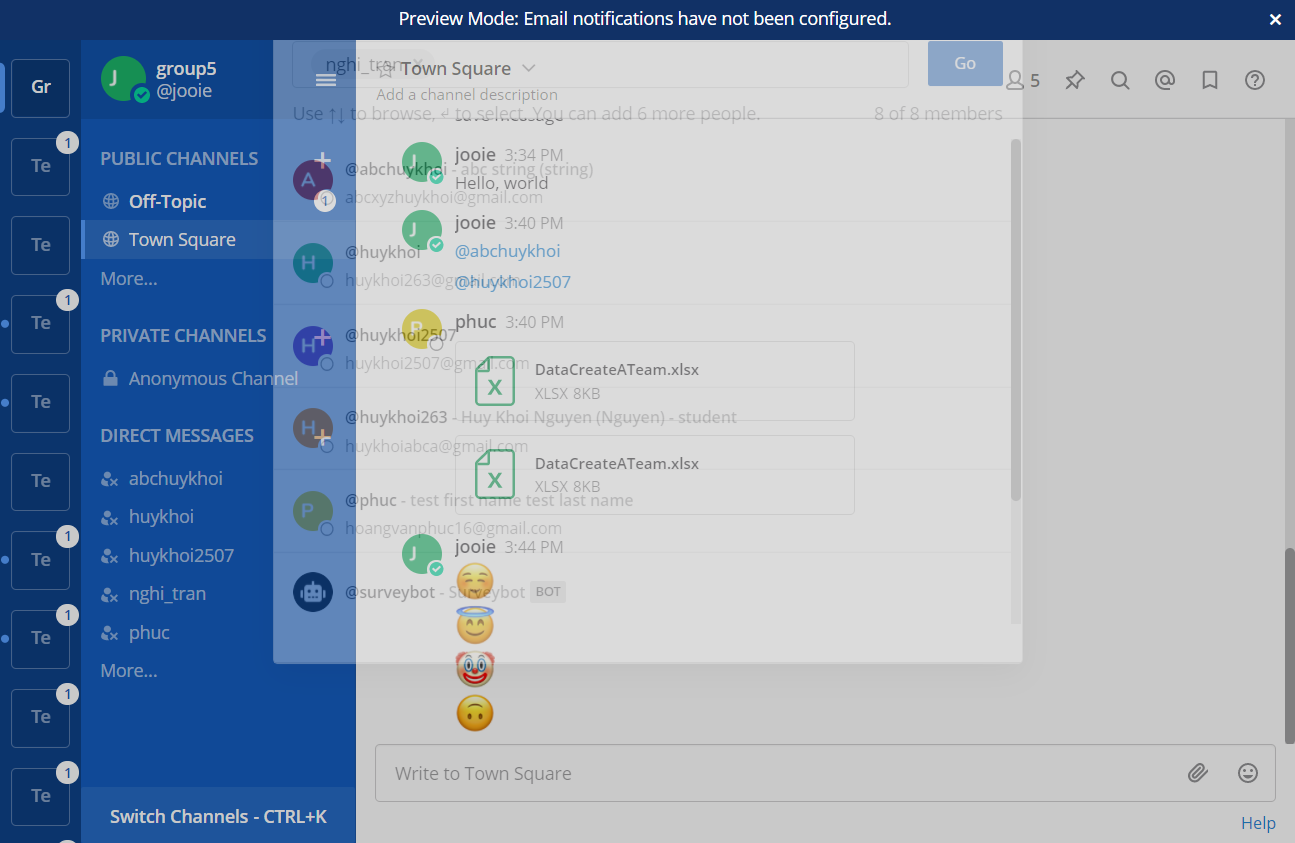 Preview Mode: Email notifications have not been configured.
×
Gr
1
Te
Te
1
Te
Te
Te
1
Te
1
Te
1
Te
1
Te
J
group5
@jooie
PUBLIC CHANNELS
Off-Topic
Town Square
More...
PRIVATE CHANNELS
Anonymous Channel
DIRECT MESSAGES
abchuykhoi
huykhoi
huykhoi2507
nghi_tran
phuc
More...
Switch Channels - CTRL+K
nghi_tran ×
Go
Use ↑↓ to browse, ↵ to select. You can add 6 more people.
8 of 8 members
A
1
@abchuykhoi - abc string (string)
abcxyzhuykhoi@gmail.com
H
@huykhoi
huykhoi263@gmail.com
H
@huykhoi2507
huykhoi2507@gmail.com
H
@huykhoi263 - Huy Khoi Nguyen (Nguyen) - student
huykhoiabca@gmail.com
P
@phuc - test first name test last name
hoangvanphuc16@gmail.com
@surveybot - Surveybot BOT
Town Square
Add a channel description
5
save message
J
jooie 3:34 PM
Hello, world
J
jooie 3:40 PM
@abchuykhoi
@huykhoi2507
P
phuc 3:40 PM
X
DataCreateATeam.xlsx
XLSX 8KB
X
DataCreateATeam.xlsx
XLSX 8KB
J
jooie 3:44 PM
Write to Town Square
Help